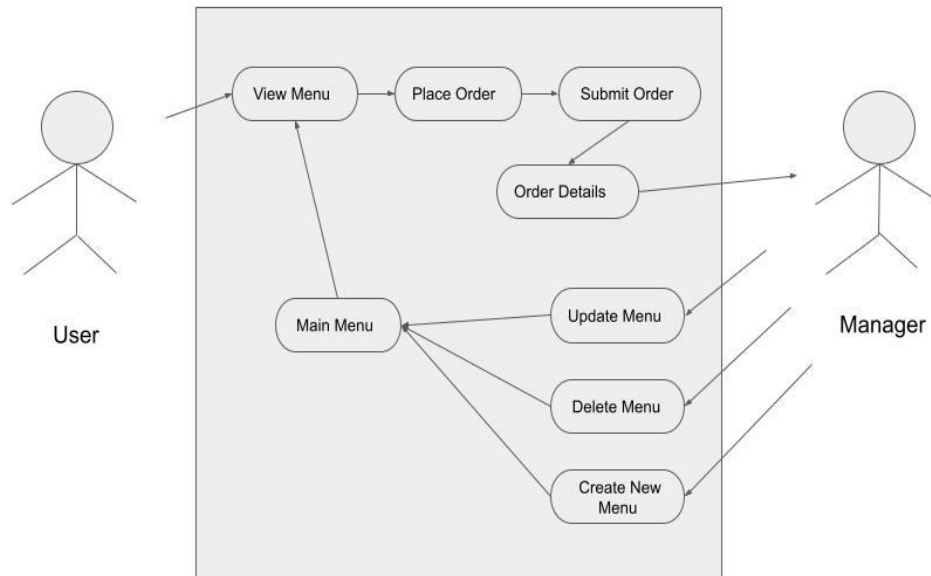 View Menu
Place Order
Submit Order
Order Details
User
Main Menu
Update Menu
Manager
Delete Menu
Create New
Menu